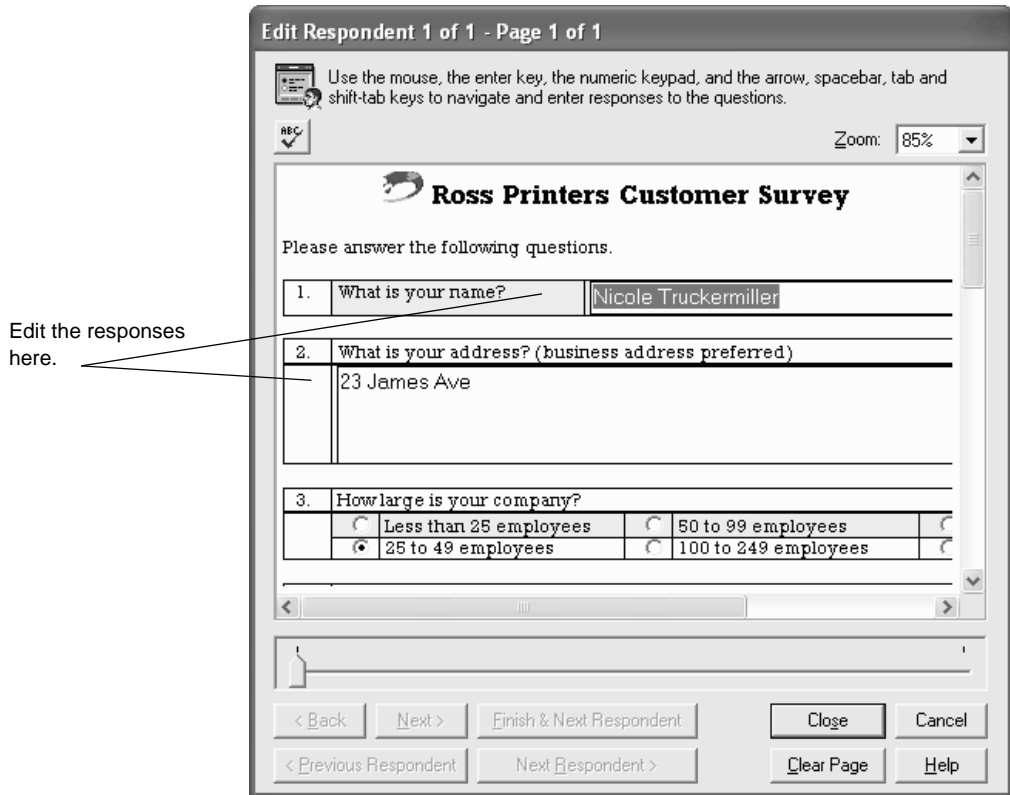 Edit Respondent 1 of 1 - Page 1 of 1
Use the mouse, the enter key, the numeric keypad, and the arrow, spacebar, tab and
shift-tab keys to navigate and enter responses to the questions.
ABC
Zoom: 85%
Ross Printers Customer Survey
Please answer the following questions.
1. What is your name? Nicole Truckermiller
Edit the responses
here.
2. What is your address? (business address preferred)
23 James Ave
3. How large is your company?
Less than 25 employees 50 to 99 employees
25 to 49 employees 100 to 249 employees
< Back Next > Finish & Next Respondent Close Cancel
< Previous Respondent Next Respondent > Clear Page Help